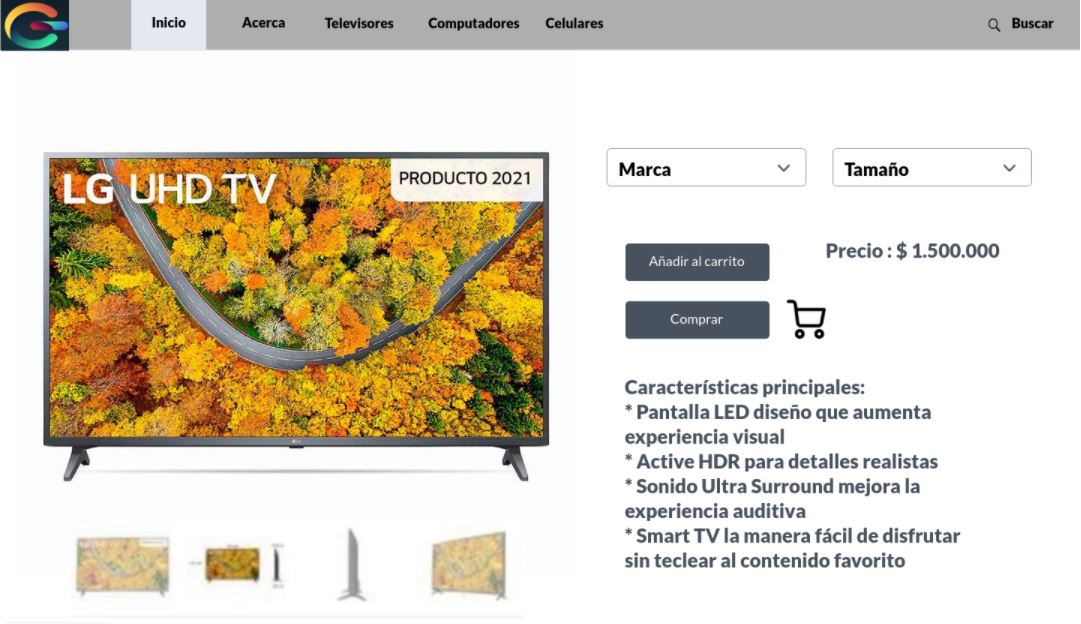 Inicio
Acerca
Televisores
Computadores
Celulares
Buscar
LG UHD TV
PRODUCTO 2021
Marca
Tamaño
Añadir al carrito
Precio : $ 1.500.000
Comprar
Características principales:
* Pantalla LED diseño que aumenta
experiencia visual
* Active HDR para detalles realistas
* Sonido Ultra Surround mejora la
experiencia auditiva
* Smart TV la manera fácil de disfrutar
sin teclear al contenido favorito